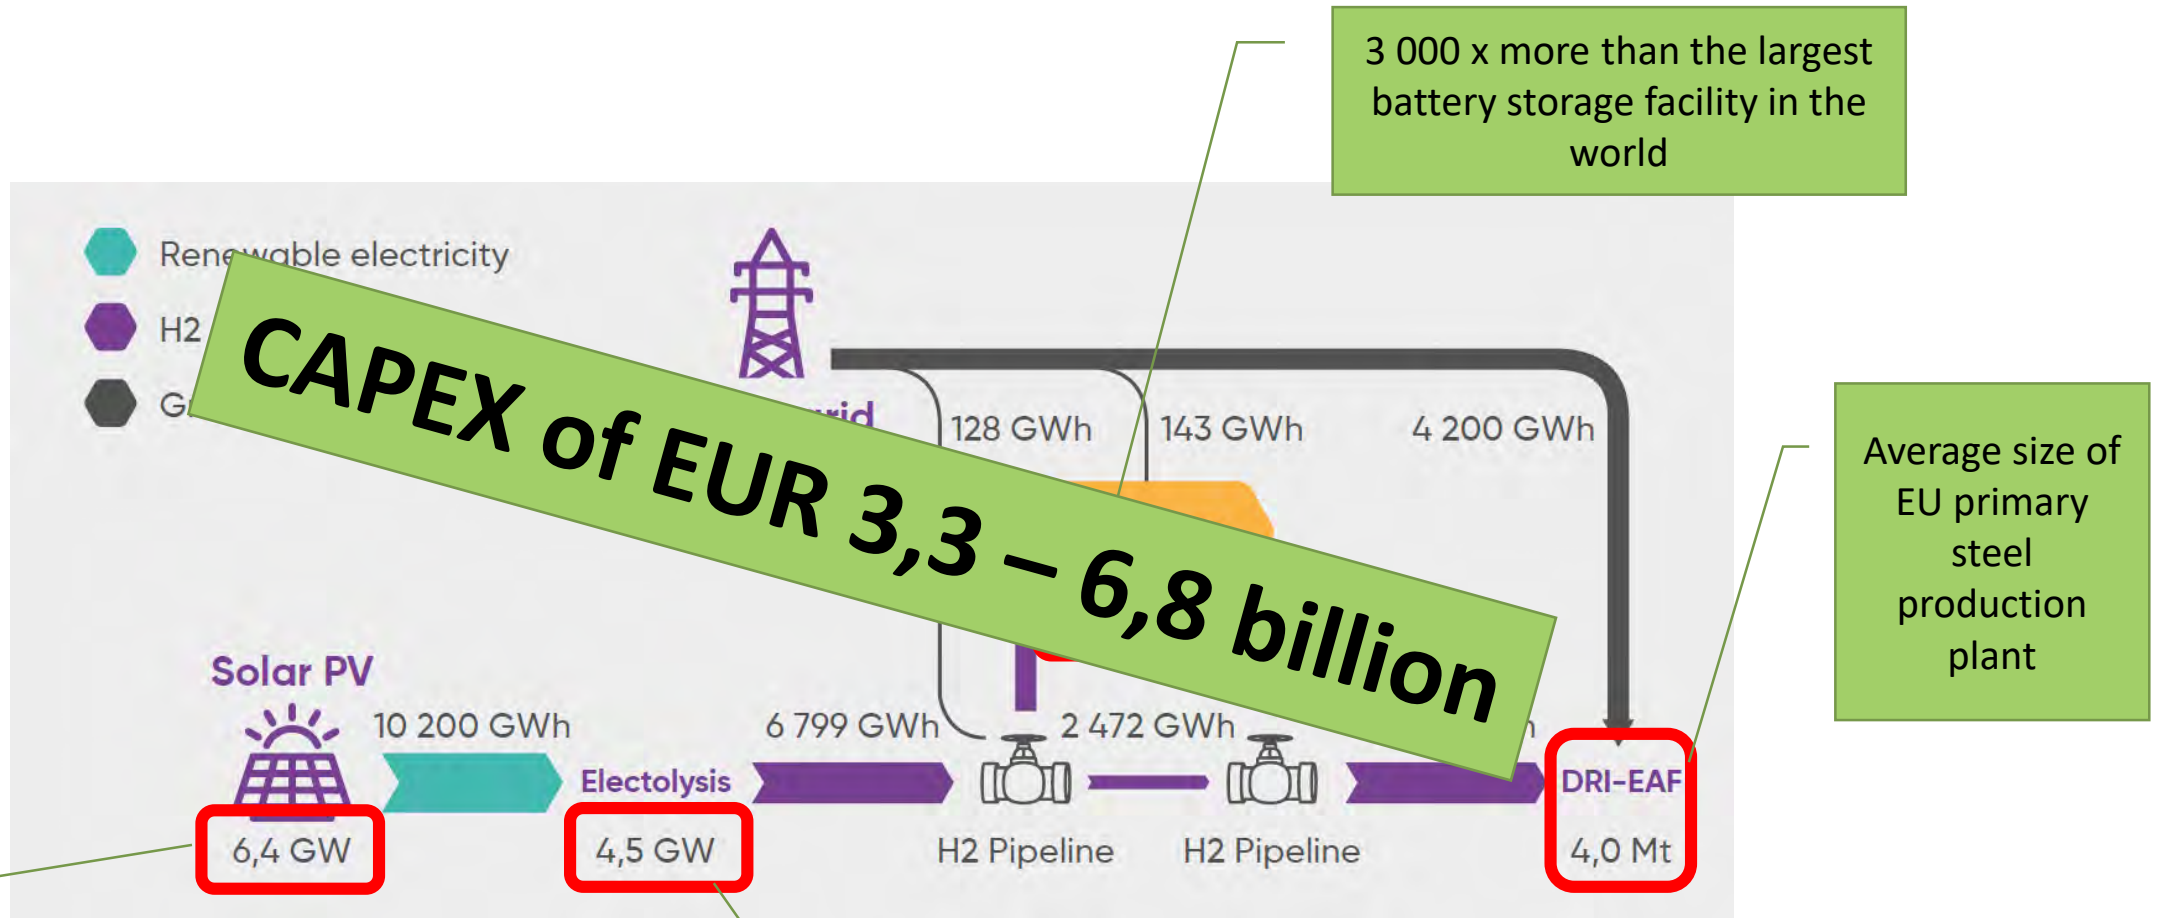 3 000 x more than the largest
battery storage facility in the
world
Renewable electricity
H2
CAPEX of EUR 3,3 – 6,8 billion
128 GWh
143 GWh
4 200 GWh
Average size of
EU primary
steel
production
plant
Solar PV
10 200 GWh
6 799 GWh
2 472 GWh
Electolysis
DRI-EAF
6,4 GW
4,5 GW
H2 Pipeline
H2 Pipeline
4,0 Mt